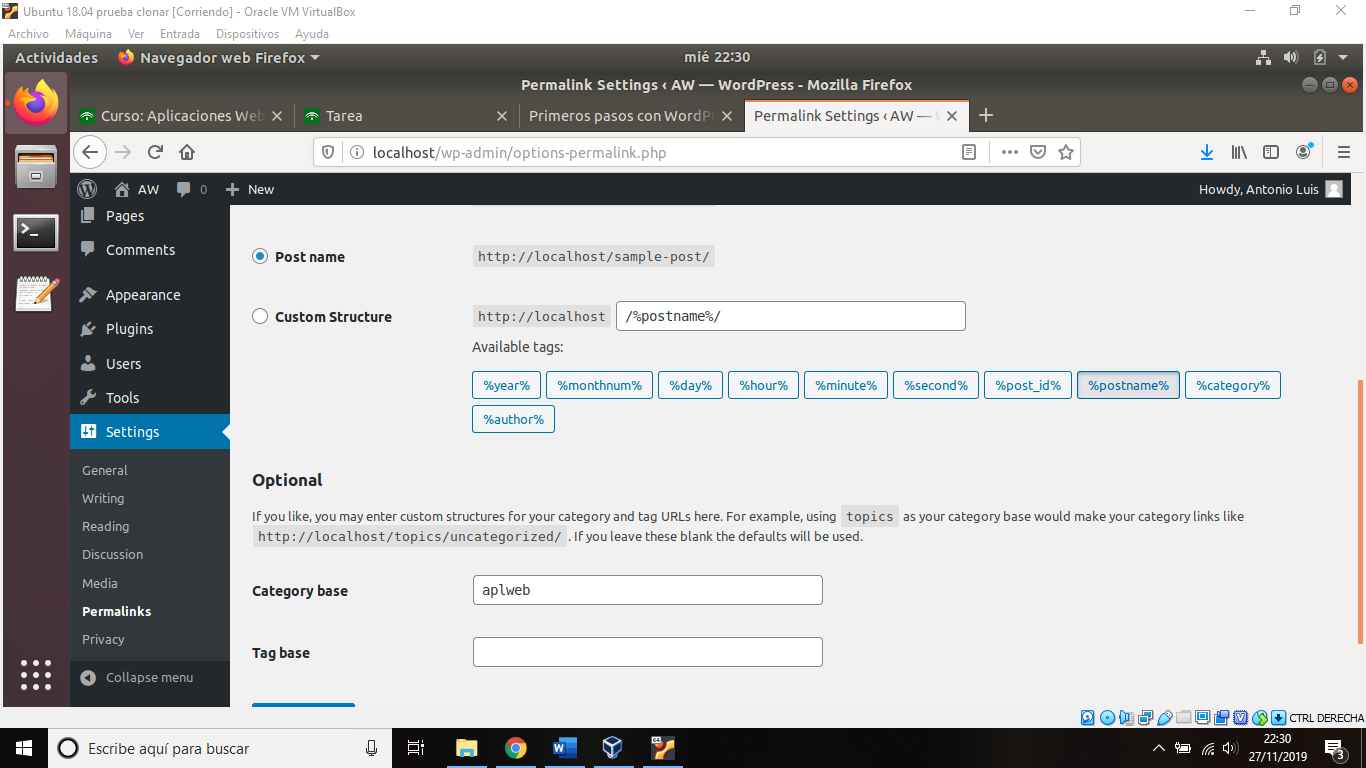 Ubuntu 18.04 prueba clonar [Corriendo] - Oracle VM VirtualBox
Archivo Máquina Ver Entrada Dispositivos Ayuda
Actividades Navegador web Firefox mié 22:30
Permalink Settings ‹ AW — WordPress - Mozilla Firefox
Curso: Aplicaciones Web Tarea Primeros pasos con WordPr Permalink Settings ‹ AW — W
localhost/wp-admin/options-permalink.php
AW 0 + New Howdy, Antonio Luis
Pages
Comments
Appearance
Plugins
Users
Tools
Settings
General
Writing
Reading
Discussion
Media
Permalinks
Privacy
Collapse menu
Post name http://localhost/sample-post/
Custom Structure http://localhost /%postname%/
Available tags:
%year% %monthnum% %day% %hour% %minute% %second% %post_id% %postname% %category%
%author%
Optional
If you like, you may enter custom structures for your category and tag URLs here. For example, using topics as your category base would make your category links like
http://localhost/topics/uncategorized/ . If you leave these blank the defaults will be used.
Category base aplweb
Tag base
CTRL DERECHA
Escribe aquí para buscar
22:30
27/11/2019
3